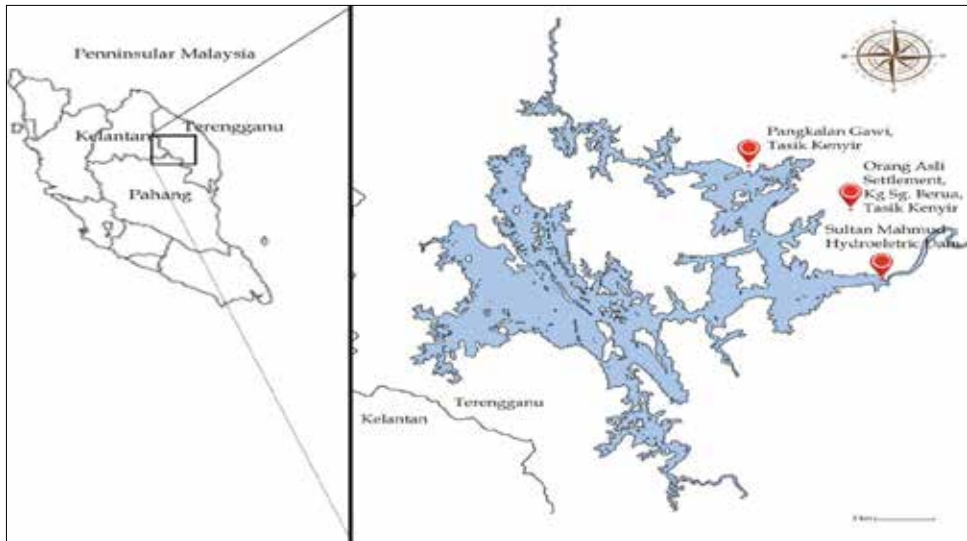 Penninsular Malaysia
Kelantan
Terengganu
Pahang
Pangkalan Gawi,
Tasik Kenyir
Orang Asli
Settlement,
Kg Sg. Berua,
Tasik Kenyir
Sultan Mahmud
Hydroeletric Dam
Terengganu
Kelantan